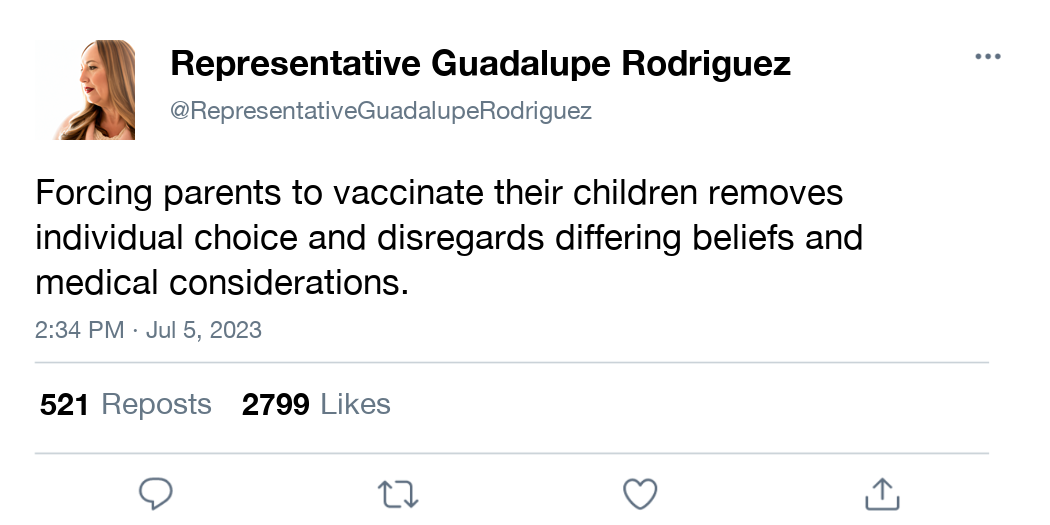 Representative Guadalupe Rodriguez
@RepresentativeGuadalupeRodriguez
Forcing parents to vaccinate their children removes
individual choice and disregards differing beliefs and
medical considerations.
2:34 PM · Jul 5, 2023
521 Reposts 2799 Likes